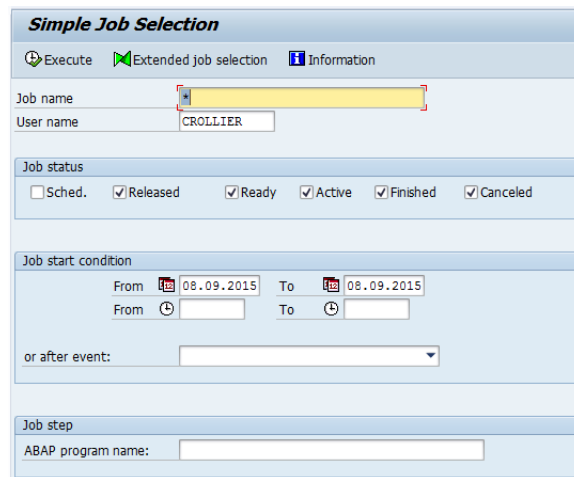 Simple Job Selection
Execute Extended job selection Information
Job name *
User name CROLLIER
Job status
Sched. Released Ready Active Finished Canceled
Job start condition
From 08.09.2015 To 08.09.2015
From To
or after event:
Job step
ABAP program name: